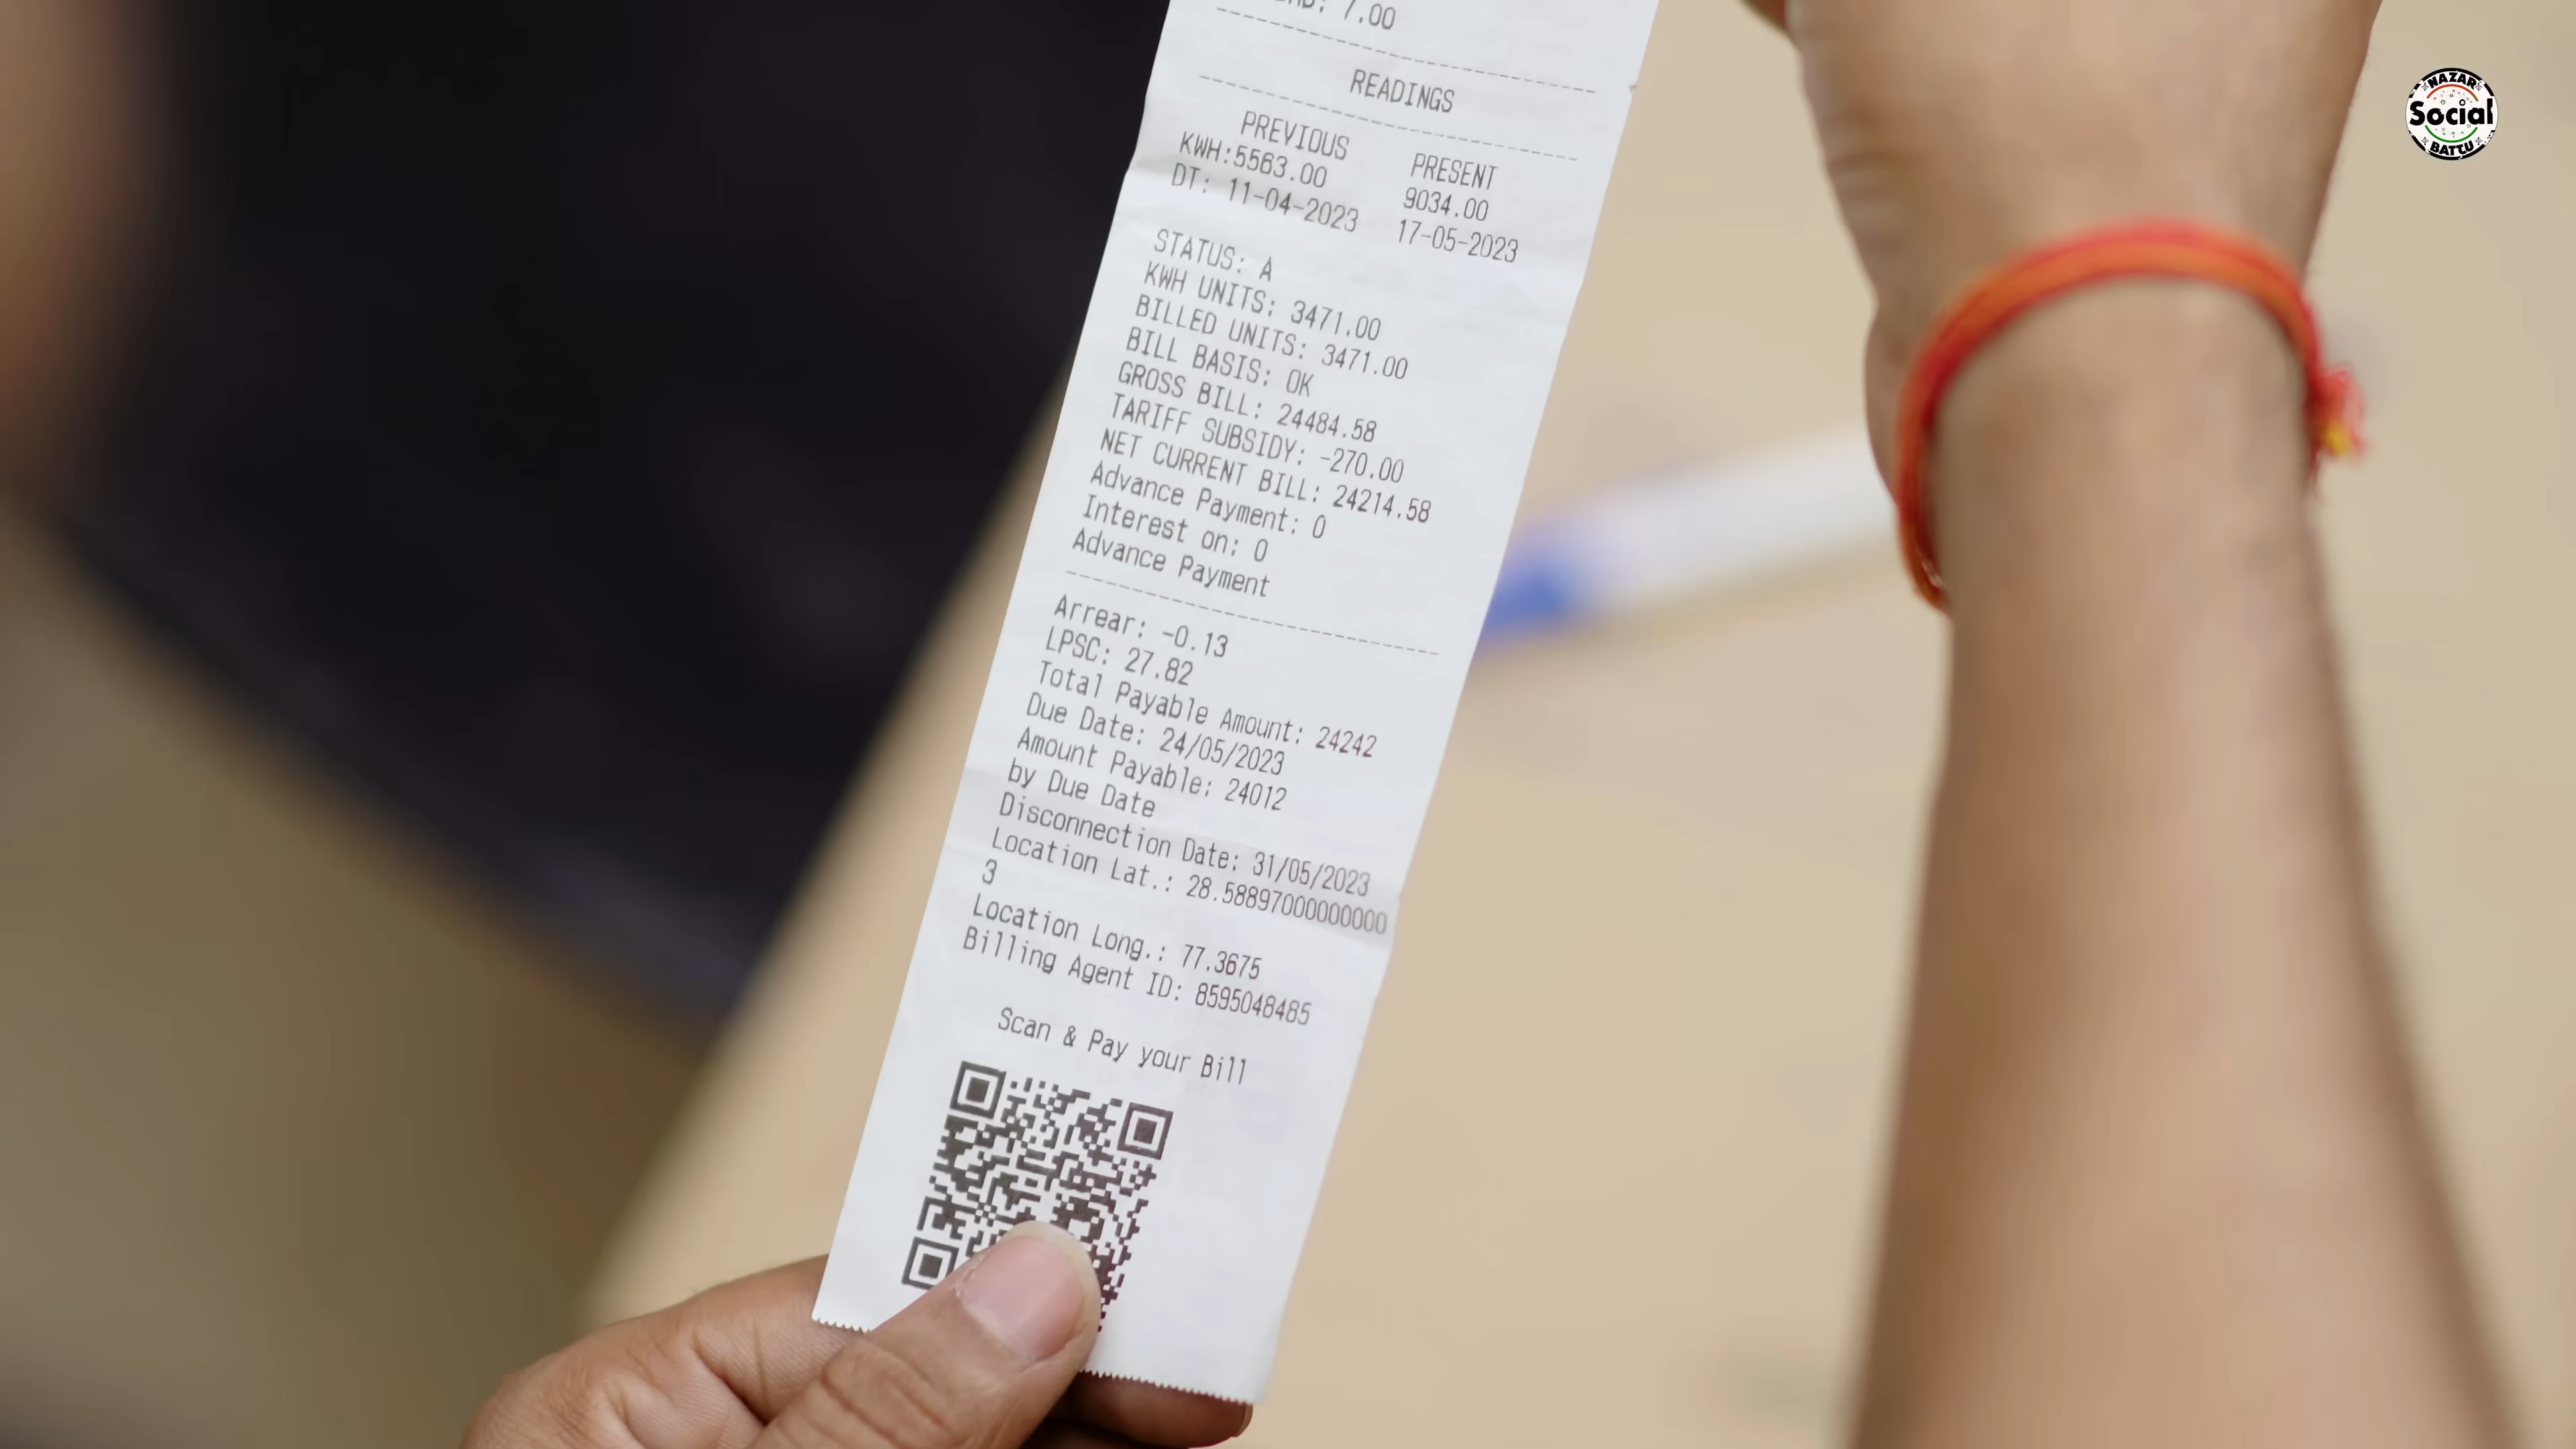 7.00
READINGS
PREVIOUS PRESENT
KWH:5563.00 9034.00
DT: 11-04-2023 17-05-2023
STATUS: A
KWH UNITS: 3471.00
BILLED UNITS: 3471.00
BILL BASIS: OK
GROSS BILL: 24484.58
TARIFF SUBSIDY: -270.00
NET CURRENT BILL: 24214.58
Advance Payment: 0
Interest on: 0
Advance Payment
Arrear: -0.13
LPSC: 27.82
Total Payable Amount: 24242
Due Date: 24/05/2023
Amount Payable: 24012
by Due Date
Disconnection Date: 31/05/2023
Location Lat.: 28.58897000000000
3
Location Long.: 77.3675
Billing Agent ID: 8595048485
Scan & Pay your Bill
NAZAR
Social
BATTU